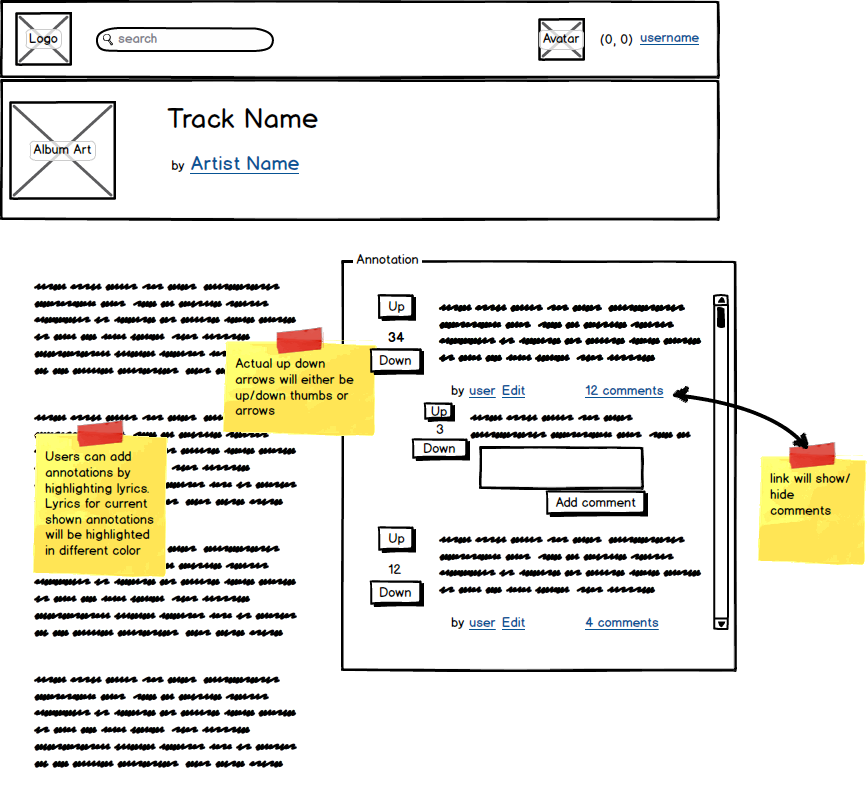 Logo
search
Avatar
(0, 0) username
Track Name
Album Art
by Artist Name
Annotation
Up
34
Down
by user Edit 12 comments
Up
3
Down
Add comment
Up
12
Down
by user Edit 4 comments
Actual up down
arrows will either be
up/down thumbs or
arrows
Users can add
annotations by
highlighting lyrics.
Lyrics for current
shown annotations
will be highlighted
in different color
link will show/
hide
comments